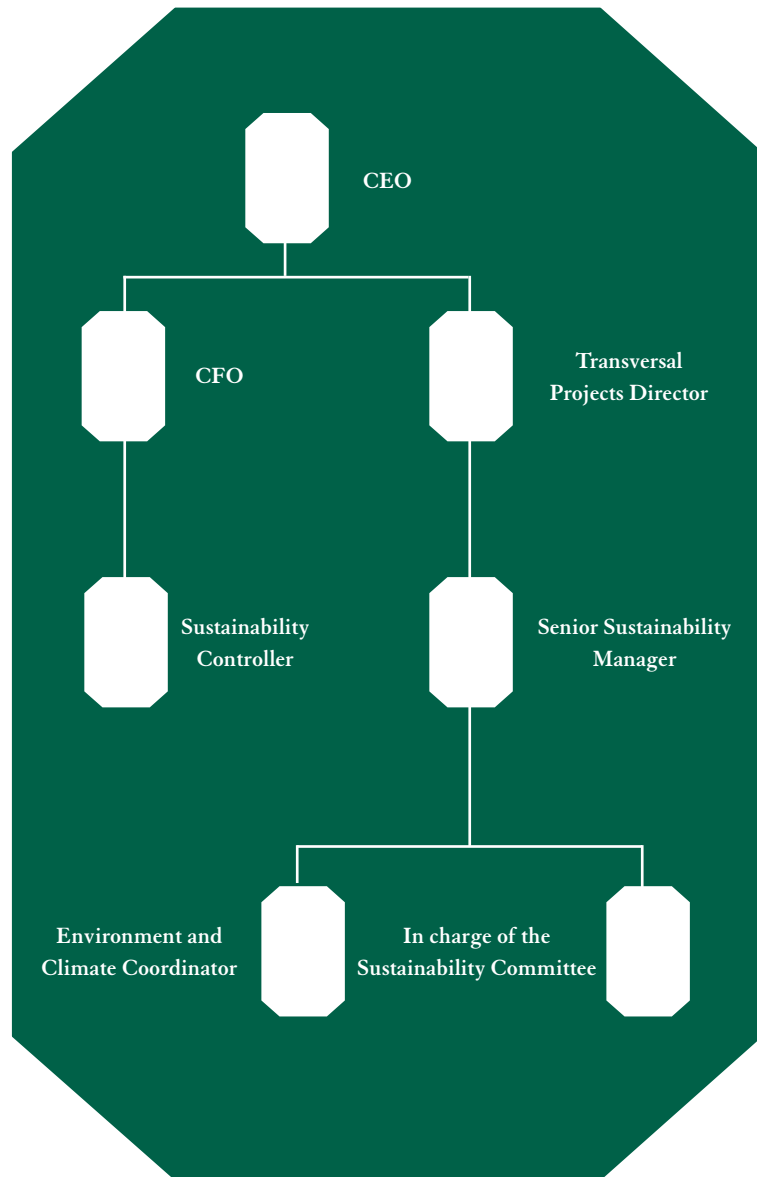 CEO
CFO
Transversal
Projects Director
Sustainability
Controller
Senior Sustainability
Manager
Environment and
Climate Coordinator
In charge of the
Sustainability Committee